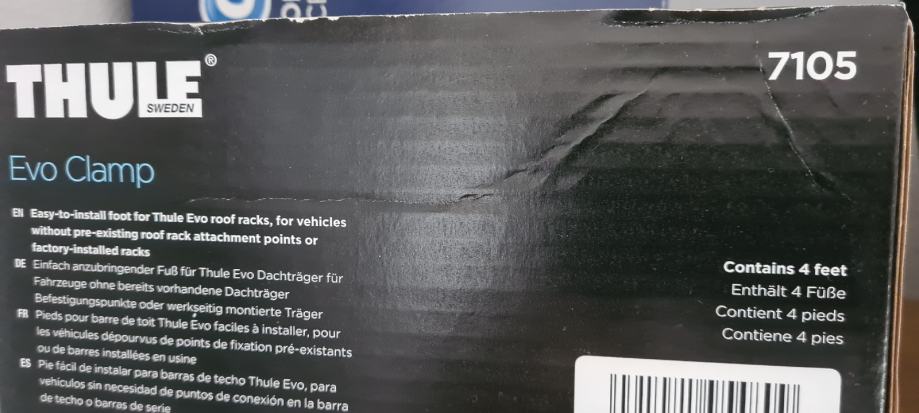 THULE®
SWEDEN
7105
Evo Clamp
EN Easy-to-install foot for Thule Evo roof racks, for vehicles
without pre-existing roof rack attachment points or
factory-installed racks
DE Einfach anzubringender Fuß für Thule Evo Dachträger für
Fahrzeuge ohne bereits vorhandene Dachträger
Befestigungspunkte oder werkseitig montierte Träger
FR Pieds pour barre de toit Thule Evo faciles à installer, pour
les véhicules dépourvus de points de fixation pré-existants
ou de barres installées en usine
ES Pie fácil de instalar para barras de techo Thule Evo, para
vehículos sin necesidad de puntos de conexión en la barra
de techo o barras de serie
Contains 4 feet
Enthält 4 Füße
Contient 4 pieds
Contiene 4 pies